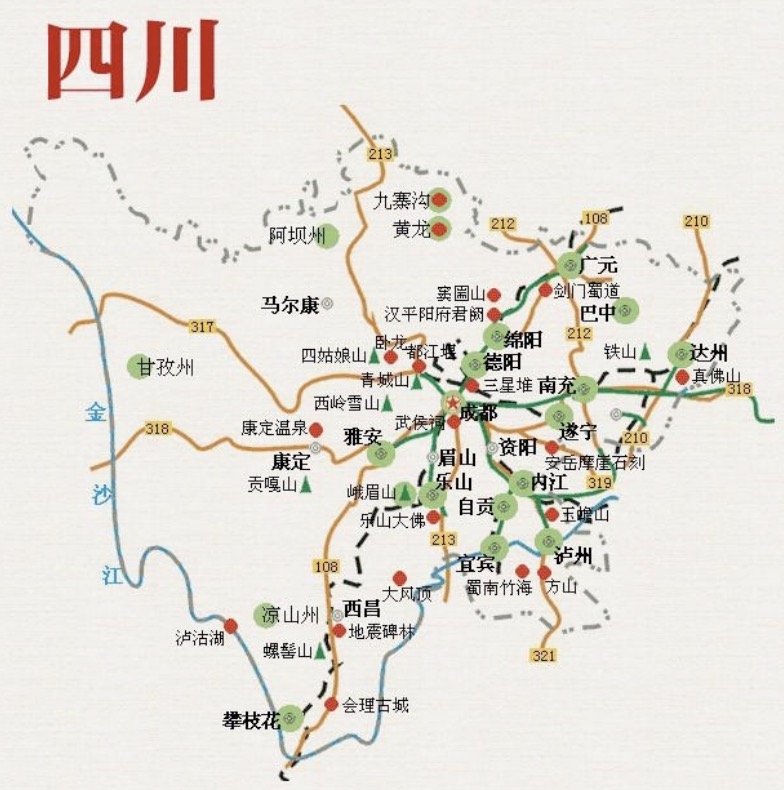 四川
213
九寨沟
212
108
210
阿坝州
黄龙
广元
窦圌山
剑门蜀道
马尔康
汉平阳府君阙
巴中
317
212
绵阳
卧龙
四姑娘山
都江堰
铁山
达州
甘孜州
德阳
青城山
三星堆
南充
真佛山
318
西岭雪山
金
武侯祠
成都
318
康定温泉
雅安
遂宁
210
康定
眉山
资阳
安岳摩崖石刻
贡嘎山
峨眉山
乐山
内江
319
沙
自贡
乐山大佛
玉蟾山
213
宜宾
泸州
108
江
大风顶
蜀南竹海
方山
凉山州
西昌
泸沽湖
地震碑林
螺髻山
321
攀枝花
会理古城